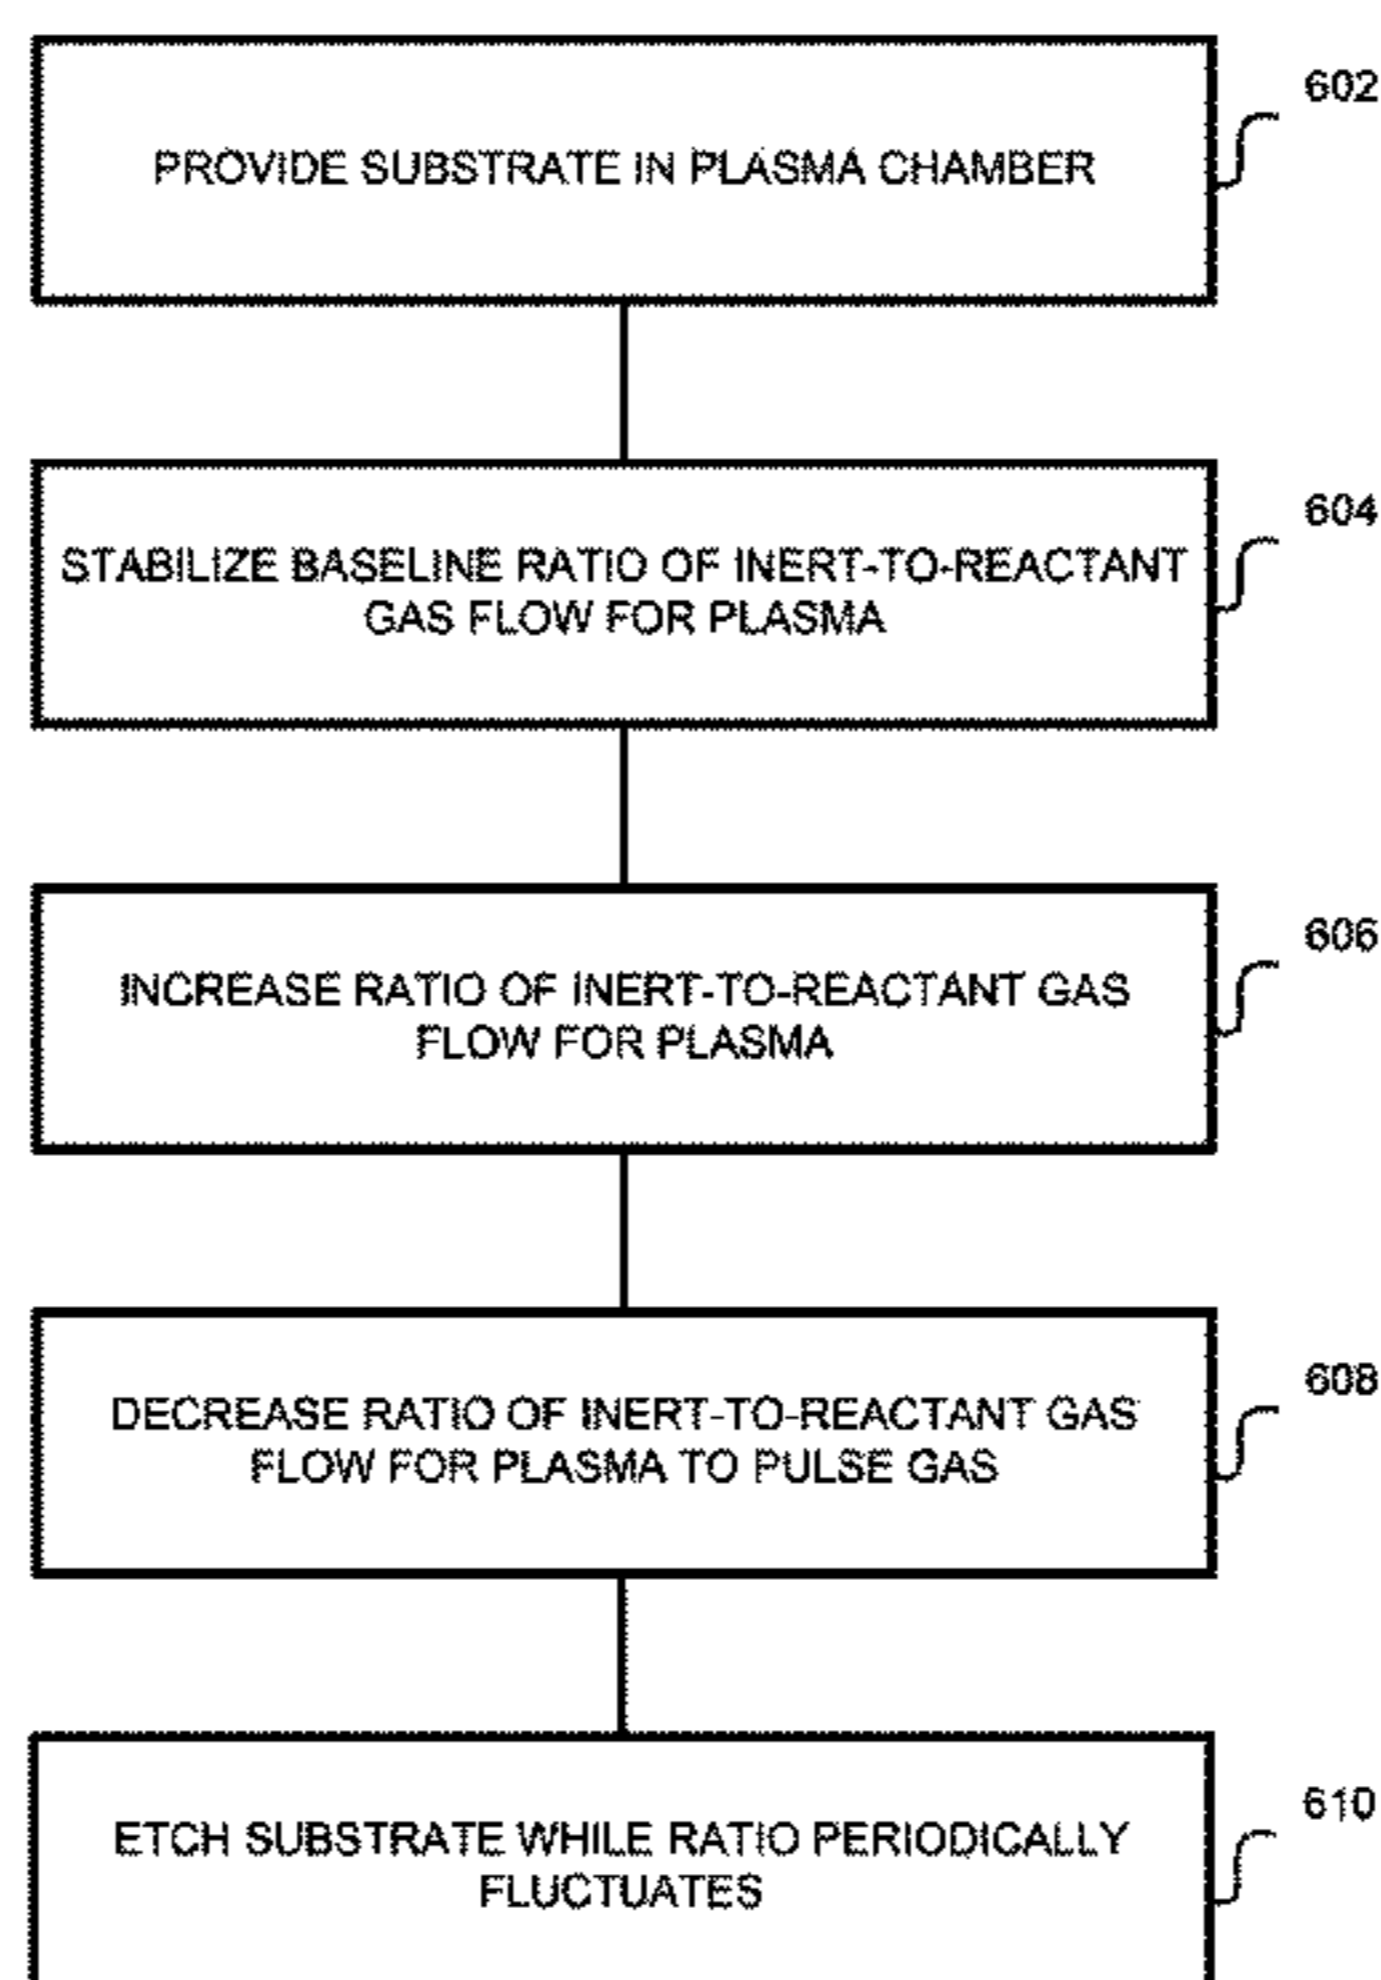 602
PROVIDE SUBSTRATE IN PLASMA CHAMBER
604
STABILIZE BASELINE RATIO OF INERT-TO-REACTANT
GAS FLOW FOR PLASMA
606
INCREASE RATIO OF INERT-TO-REACTANT GAS
FLOW FOR PLASMA
608
DECREASE RATIO OF INERT-TO-REACTANT GAS
FLOW FOR PLASMA TO PULSE GAS
610
ETCH SUBSTRATE WHILE RATIO PERIODICALLY
FLUCTUATES